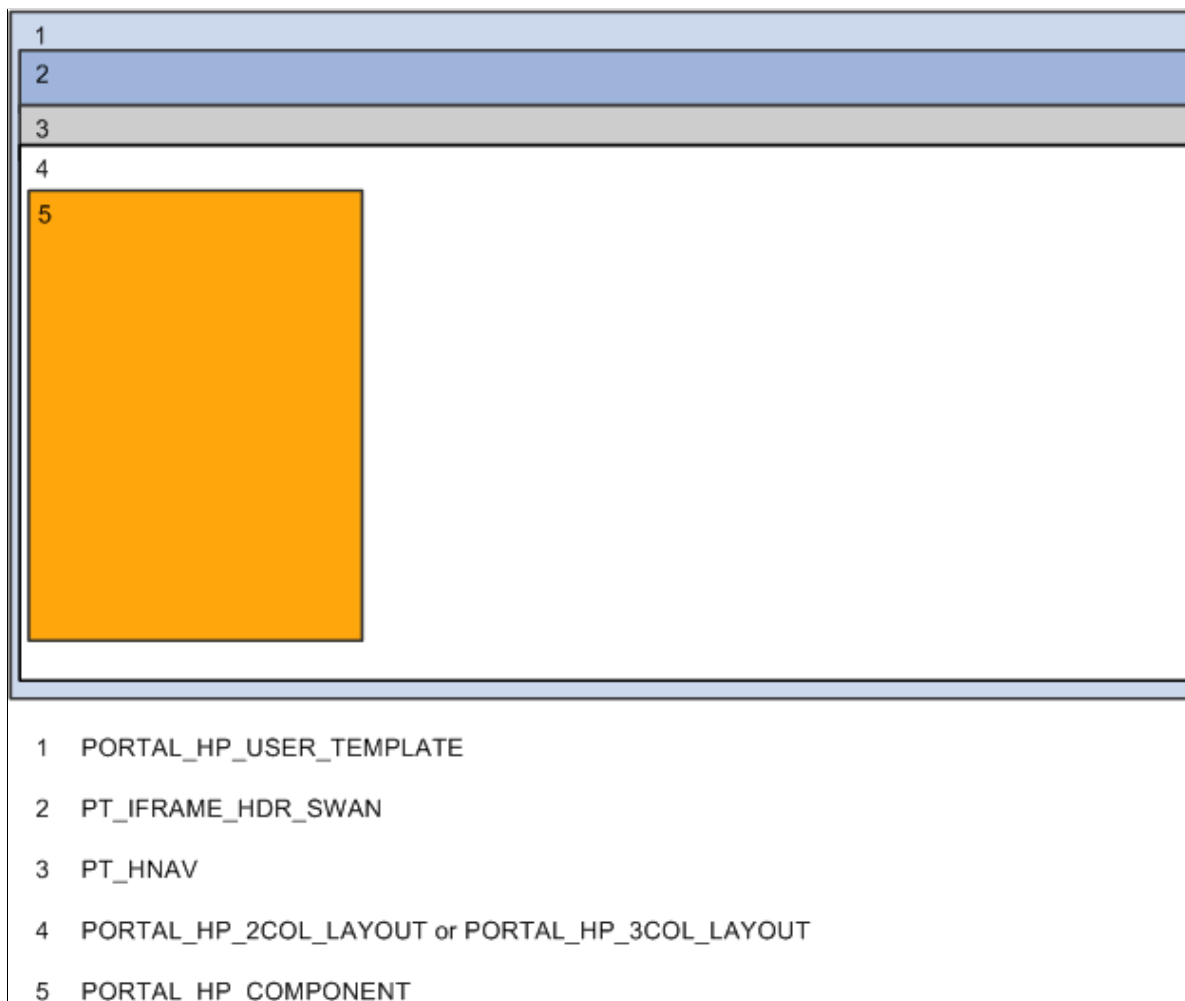 1
2
3
4
5
1 PORTAL_HP_USER_TEMPLATE
2 PT_IFRAME_HDR_SWAN
3 PT_HNAV
4 PORTAL_HP_2COL_LAYOUT or PORTAL_HP_3COL_LAYOUT
5 PORTAL_HP_COMPONENT